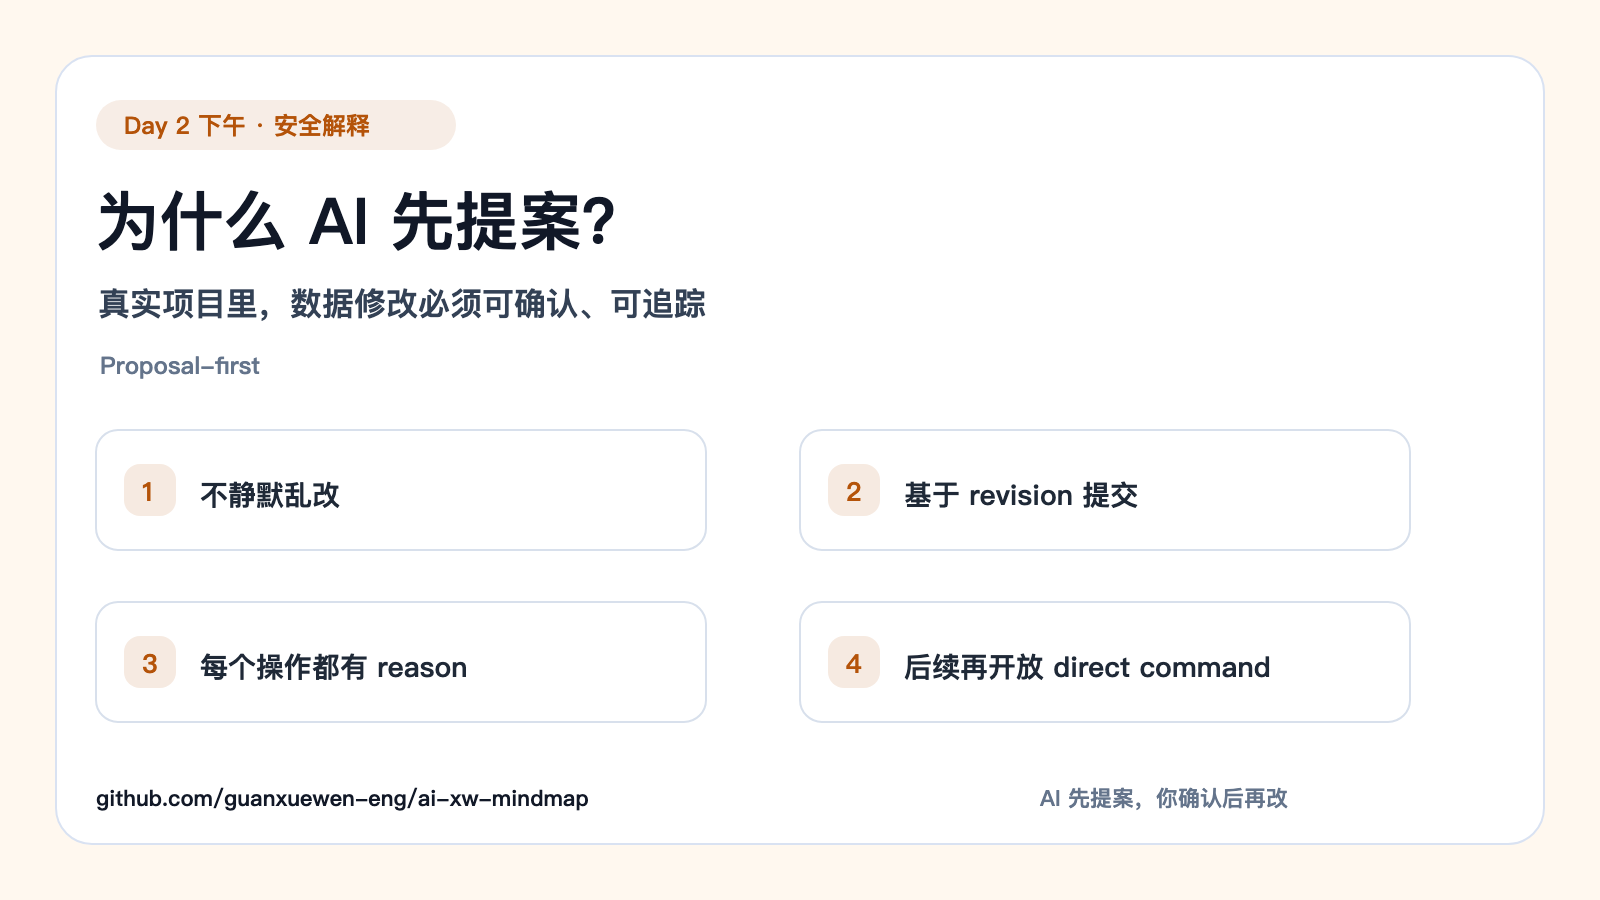 Day 2 下午 · 安全解释
为什么 AI 先提案？
真实项目里，数据修改必须可确认、可追踪
Proposal-first
1 不静默乱改
2 基于 revision 提交
3 每个操作都有 reason
4 后续再开放 direct command
github.com/guanxuewen-eng/ai-xw-mindmap
AI 先提案，你确认后再改